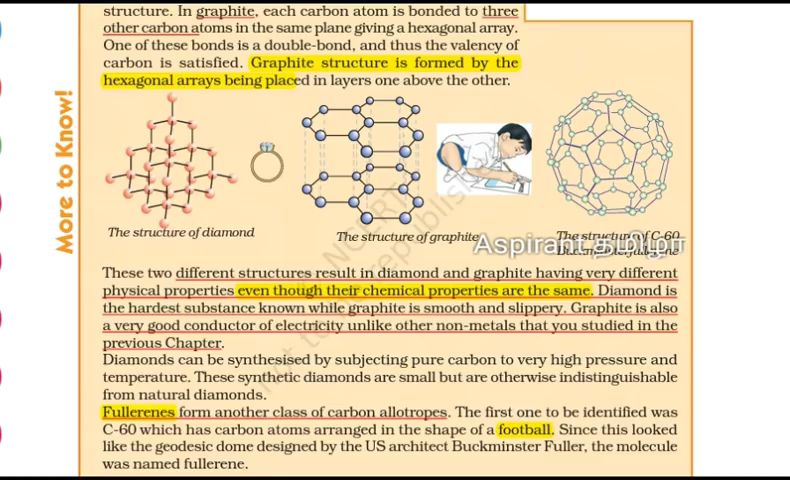 structure. In graphite, each carbon atom is bonded to three
other carbon atoms in the same plane giving a hexagonal array.
One of these bonds is a double-bond, and thus the valency of
carbon is satisfied. Graphite structure is formed by the
hexagonal arrays being placed in layers one above the other.
More to Know!
The structure of diamond
The structure of graphite
The structure of C-60
Aspirant
These two different structures result in diamond and graphite having very different
physical properties even though their chemical properties are the same. Diamond is
the hardest substance known while graphite is smooth and slippery. Graphite is also
a very good conductor of electricity unlike other non-metals that you studied in the
previous Chapter.
Diamonds can be synthesised by subjecting pure carbon to very high pressure and
temperature. These synthetic diamonds are small but are otherwise indistinguishable
from natural diamonds.
Fullerenes form another class of carbon allotropes. The first one to be identified was
C-60 which has carbon atoms arranged in the shape of a football. Since this looked
like the geodesic dome designed by the US architect Buckminster Fuller, the molecule
was named fullerene.